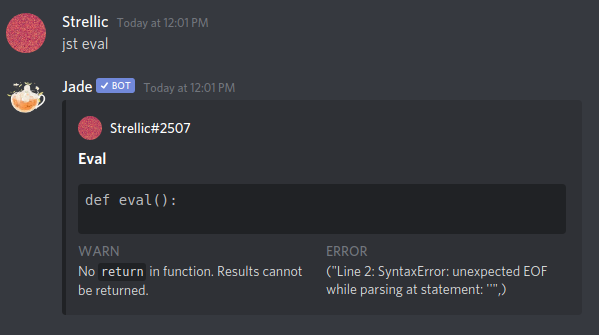 Strellic Today at 12:01 PM
jst eval
Jade ✓ BOT Today at 12:01 PM
Strellic#2507
Eval
def eval():
WARN
No return in function. Results cannot
be returned.
ERROR
("Line 2: SyntaxError: unexpected EOF
while parsing at statement: ''",)